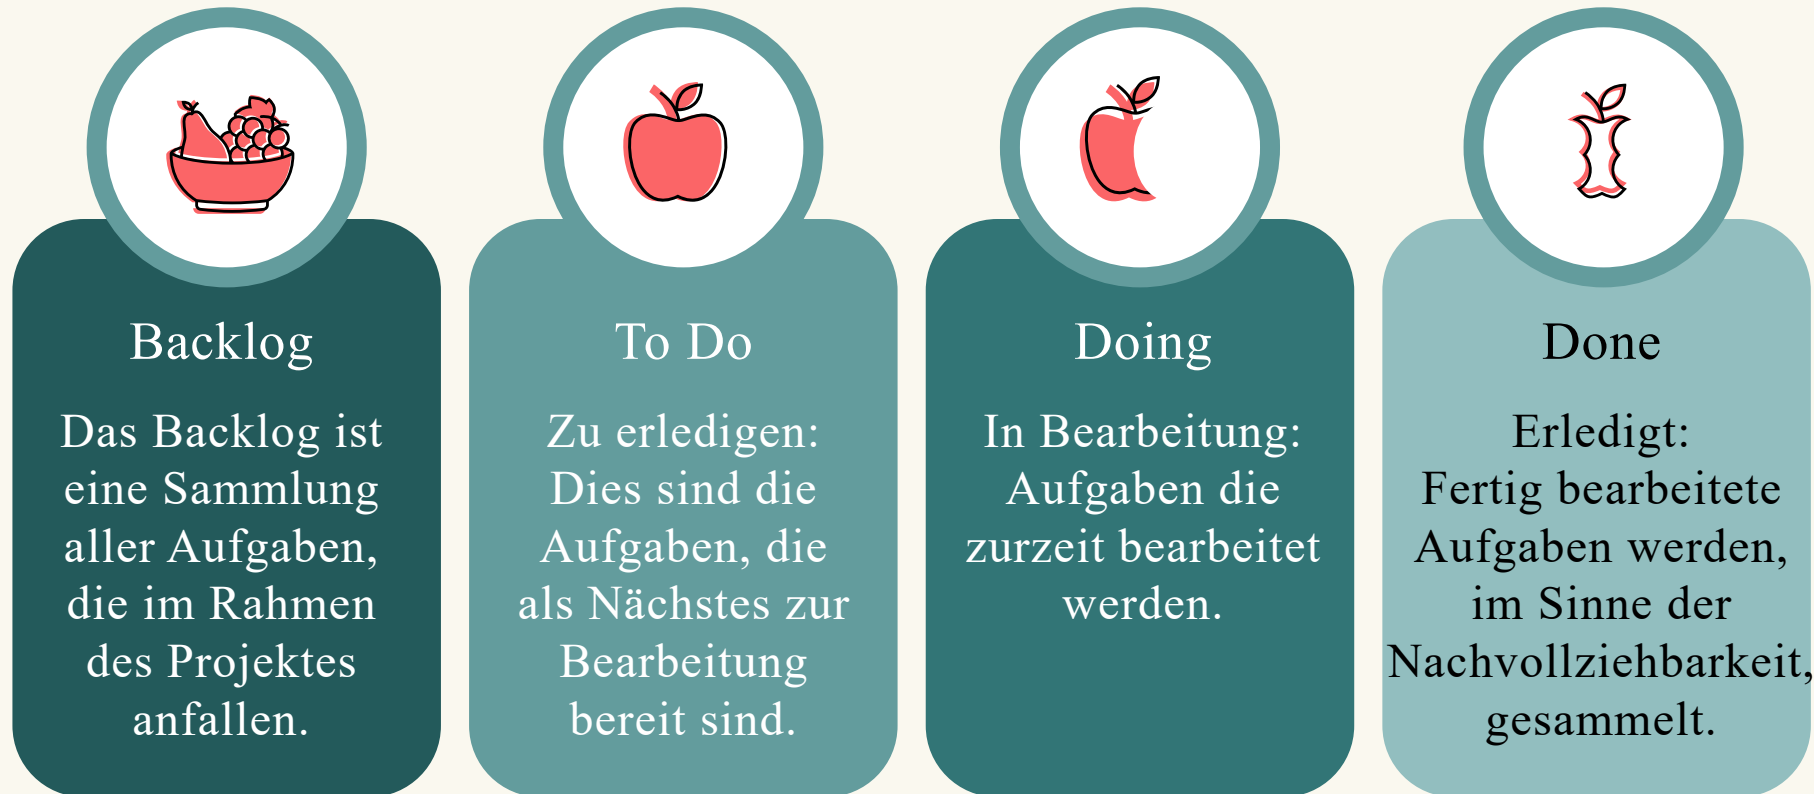 Backlog
Das Backlog ist
eine Sammlung
aller Aufgaben,
die im Rahmen
des Projektes
anfallen.
To Do
Zu erledigen:
Dies sind die
Aufgaben, die
als Nächstes zur
Bearbeitung
bereit sind.
Doing
In Bearbeitung:
Aufgaben die
zurzeit bearbeitet
werden.
Done
Erledigt:
Fertig bearbeitete
Aufgaben werden,
im Sinne der
Nachvollziehbarkeit,
gesammelt.